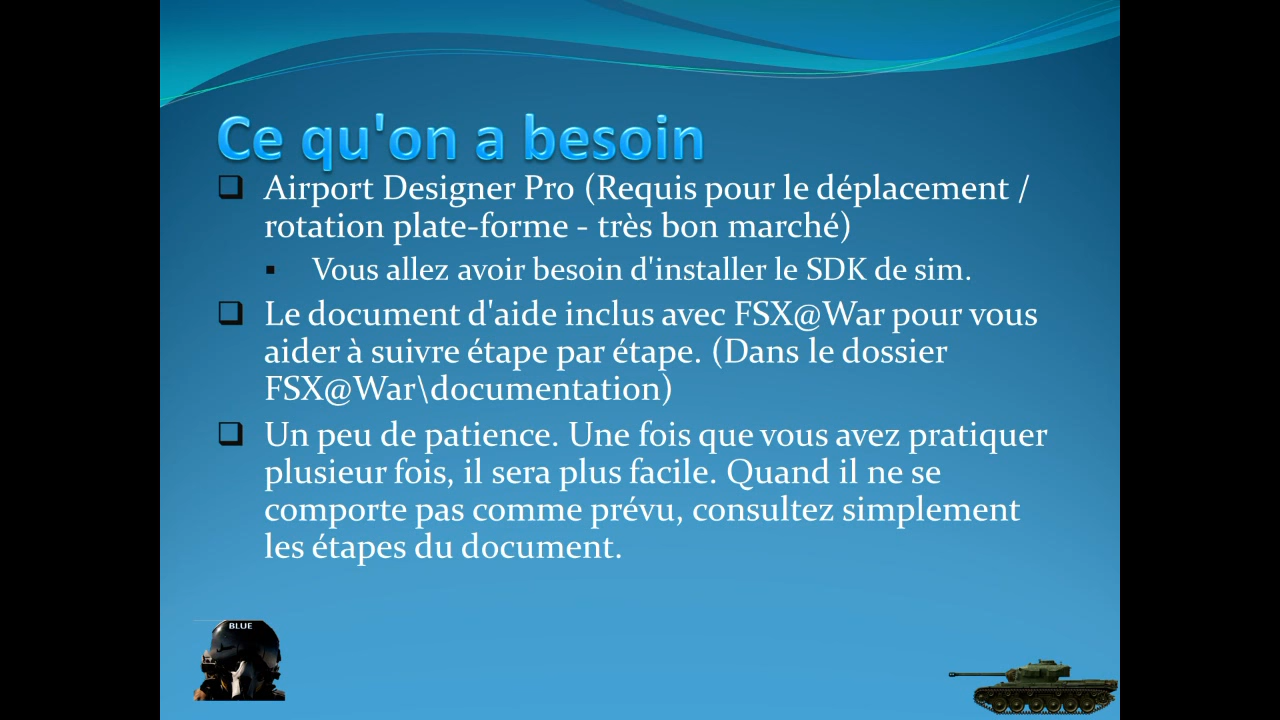 Ce qu'on a besoin
Airport Designer Pro (Requis pour le déplacement /
rotation plate-forme - très bon marché)
Vous allez avoir besoin d'installer le SDK de sim.
Le document d'aide inclus avec FSX@War pour vous
aider à suivre étape par étape. (Dans le dossier
FSX@War\documentation)
Un peu de patience. Une fois que vous avez pratiquer
plusieur fois, il sera plus facile. Quand il ne se
comporte pas comme prévu, consultez simplement
les étapes du document.
BLUE